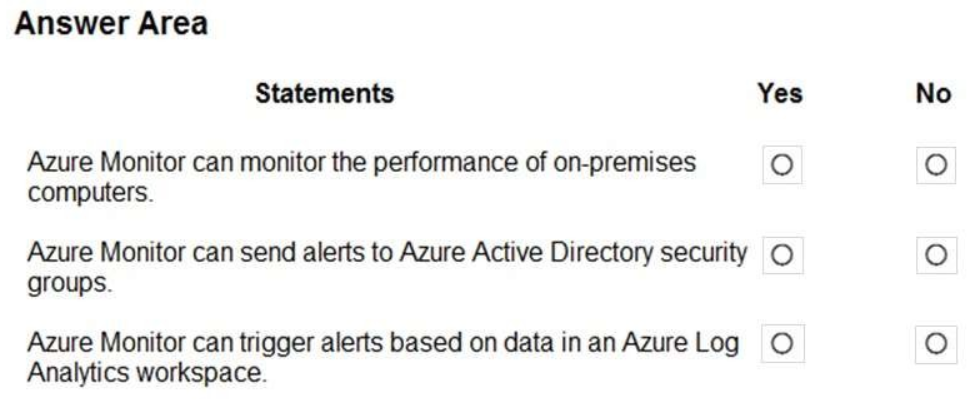 Answer Area
Statements Yes No
Azure Monitor can monitor the performance of on-premises
computers.
Azure Monitor can send alerts to Azure Active Directory security
groups.
Azure Monitor can trigger alerts based on data in an Azure Log
Analytics workspace.